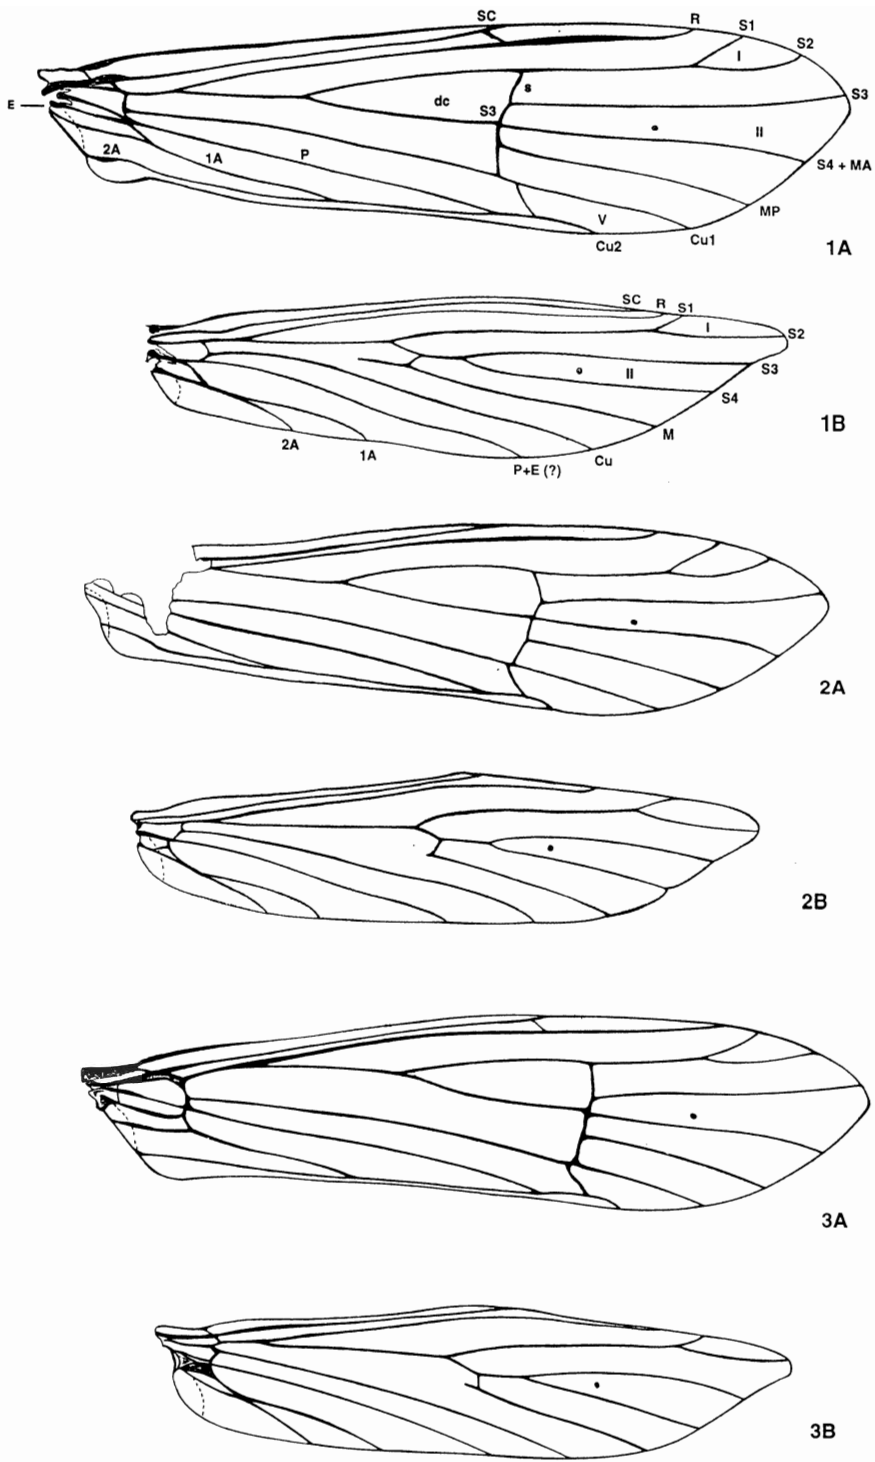 SC
R
S1
S2
I
s
dc
S3
S3
E
II
2A
1A
P
S4 + MA
MP
V
Cu1
Cu2
1A
SC
R
S1
I
S2
S3
II
S4
1B
M
2A
1A
Cu
P+E (?)
2A
2B
3A
3B